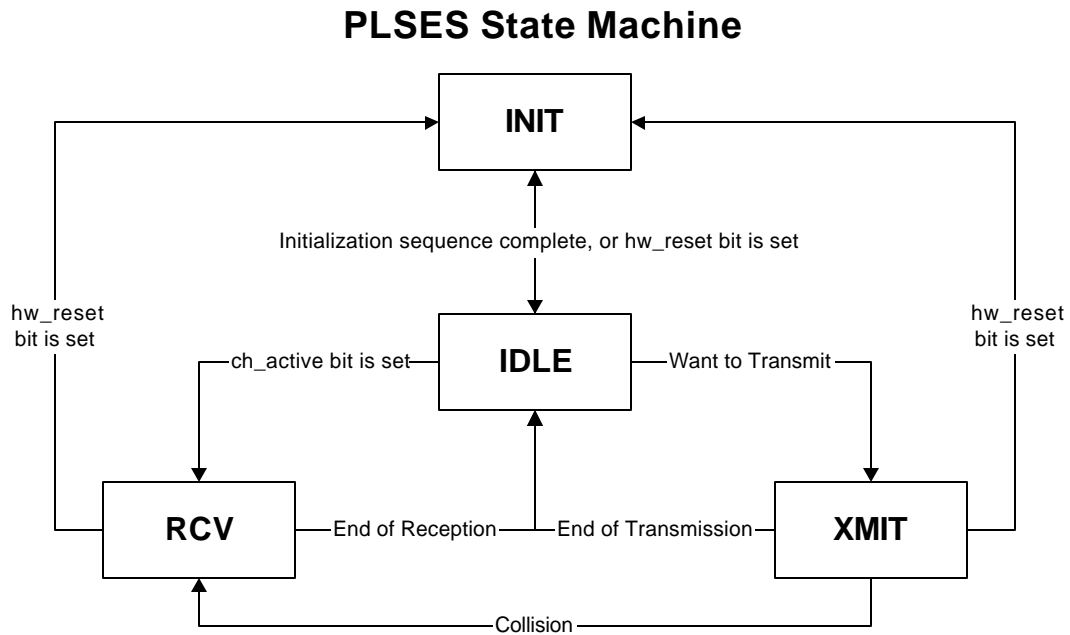 PLSES State Machine
INIT
Initialization sequence complete, or hw_reset bit is set
hw_reset
bit is set
hw_reset
bit is set
ch_active bit is set
IDLE
Want to Transmit
RCV
End of Reception
End of Transmission
XMIT
Collision